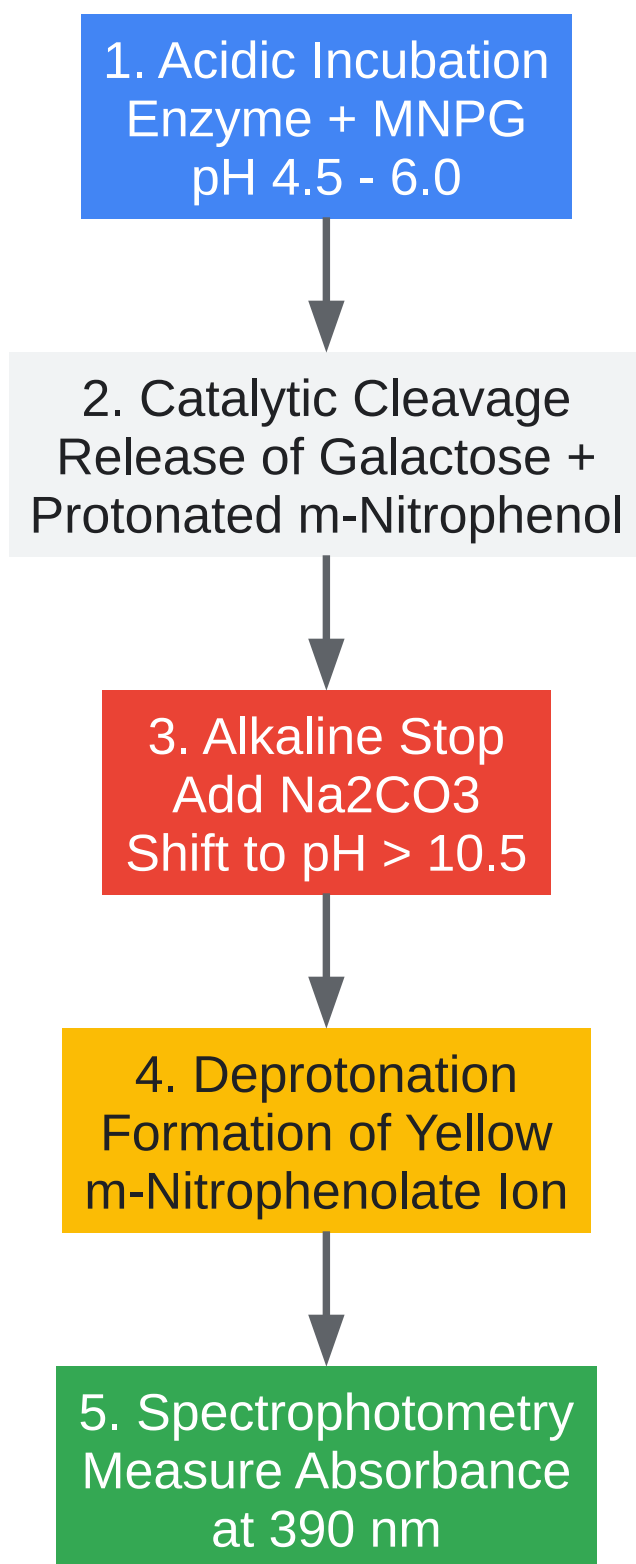 1. Acidic Incubation
Enzyme + MNPG
pH 4.5 - 6.0
2. Catalytic Cleavage
Release of Galactose +
Protonated m-Nitrophenol
3. Alkaline Stop
Add Na2CO3
Shift to pH > 10.5
4. Deprotonation
Formation of Yellow
m-Nitrophenolate Ion
5. Spectrophotometry
Measure Absorbance
at 390 nm